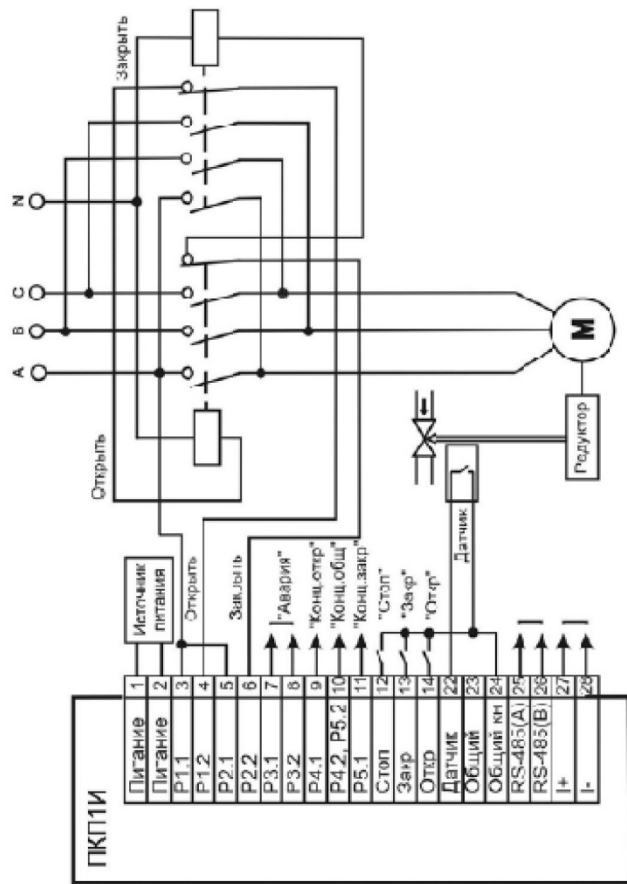 A
B
C
N
Открыть
Закрыть
ПКП1И
Питание 1
Питание 2
Р1.1 3
Р1.2 4
Р2.1 5
Р2.2 6
Р3.1 7
Р3.2 8
Р4.1 9
Р4.2, Р5.2 10
Р5.1 11
Стоп 12
Закр 13
Откр 14
Датчик 22
Общий 23
Общий кн 24
RS-485(A) 25
RS-485(B) 26
I+ 27
I- 28
Источник
питания
Открыть
Закрыть
"Авария"
"Конц.откр"
"Конц.общ"
"Конц.закр"
"Стоп"
"Закр"
"Откр"
Датчик
Редуктор
М